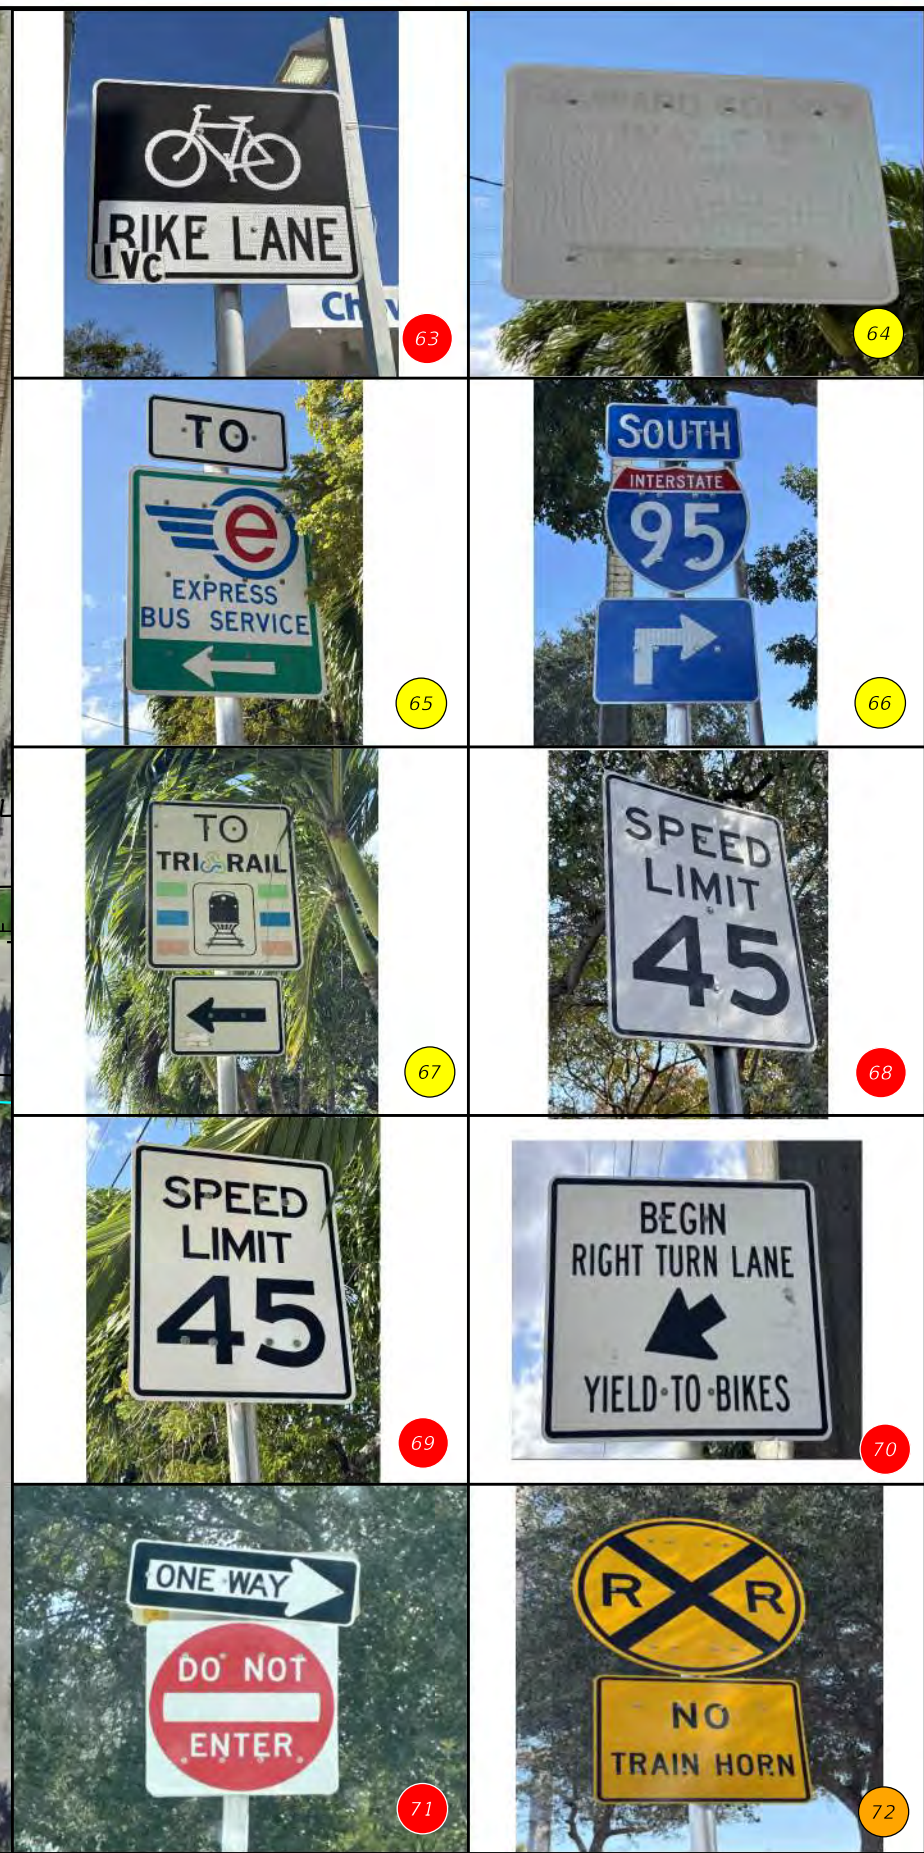 BIKE LANE
IVC
63
64
TO
e
EXPRESS
BUS SERVICE
65
SOUTH
INTERSTATE
95
66
TO
TRI RAIL
67
SPEED
LIMIT
45
68
SPEED
LIMIT
45
69
BEGIN
RIGHT TURN LANE
YIELD TO BIKES
70
ONE WAY
DO NOT
ENTER
71
R R
NO
TRAIN HORN
72